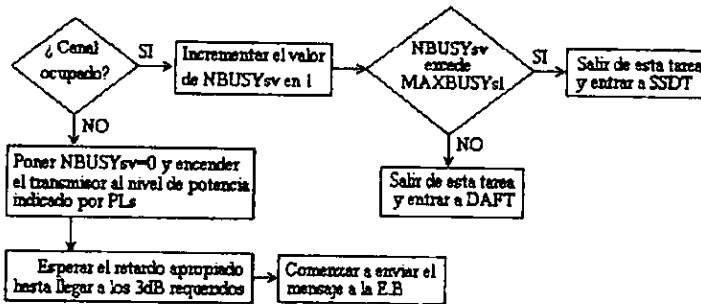 ¿ Canal
ocupado?
SI
Incrementar el valor
de NBUSYsv en 1
NBUSYsv
excede
MAXBUSYsl
SI
Salir de esta tarea
y entrar a SSDT
NO
NO
Poner NBUSYsv=0 y encender
el transmisor al nivel de potencia
indicado por PLs
Salir de esta tarea
y entrar a DAFT
Esperar el retardo apropiado
hasta llegar a los 3dB requeridos
Comenzar a enviar el
mensaje a la E.B